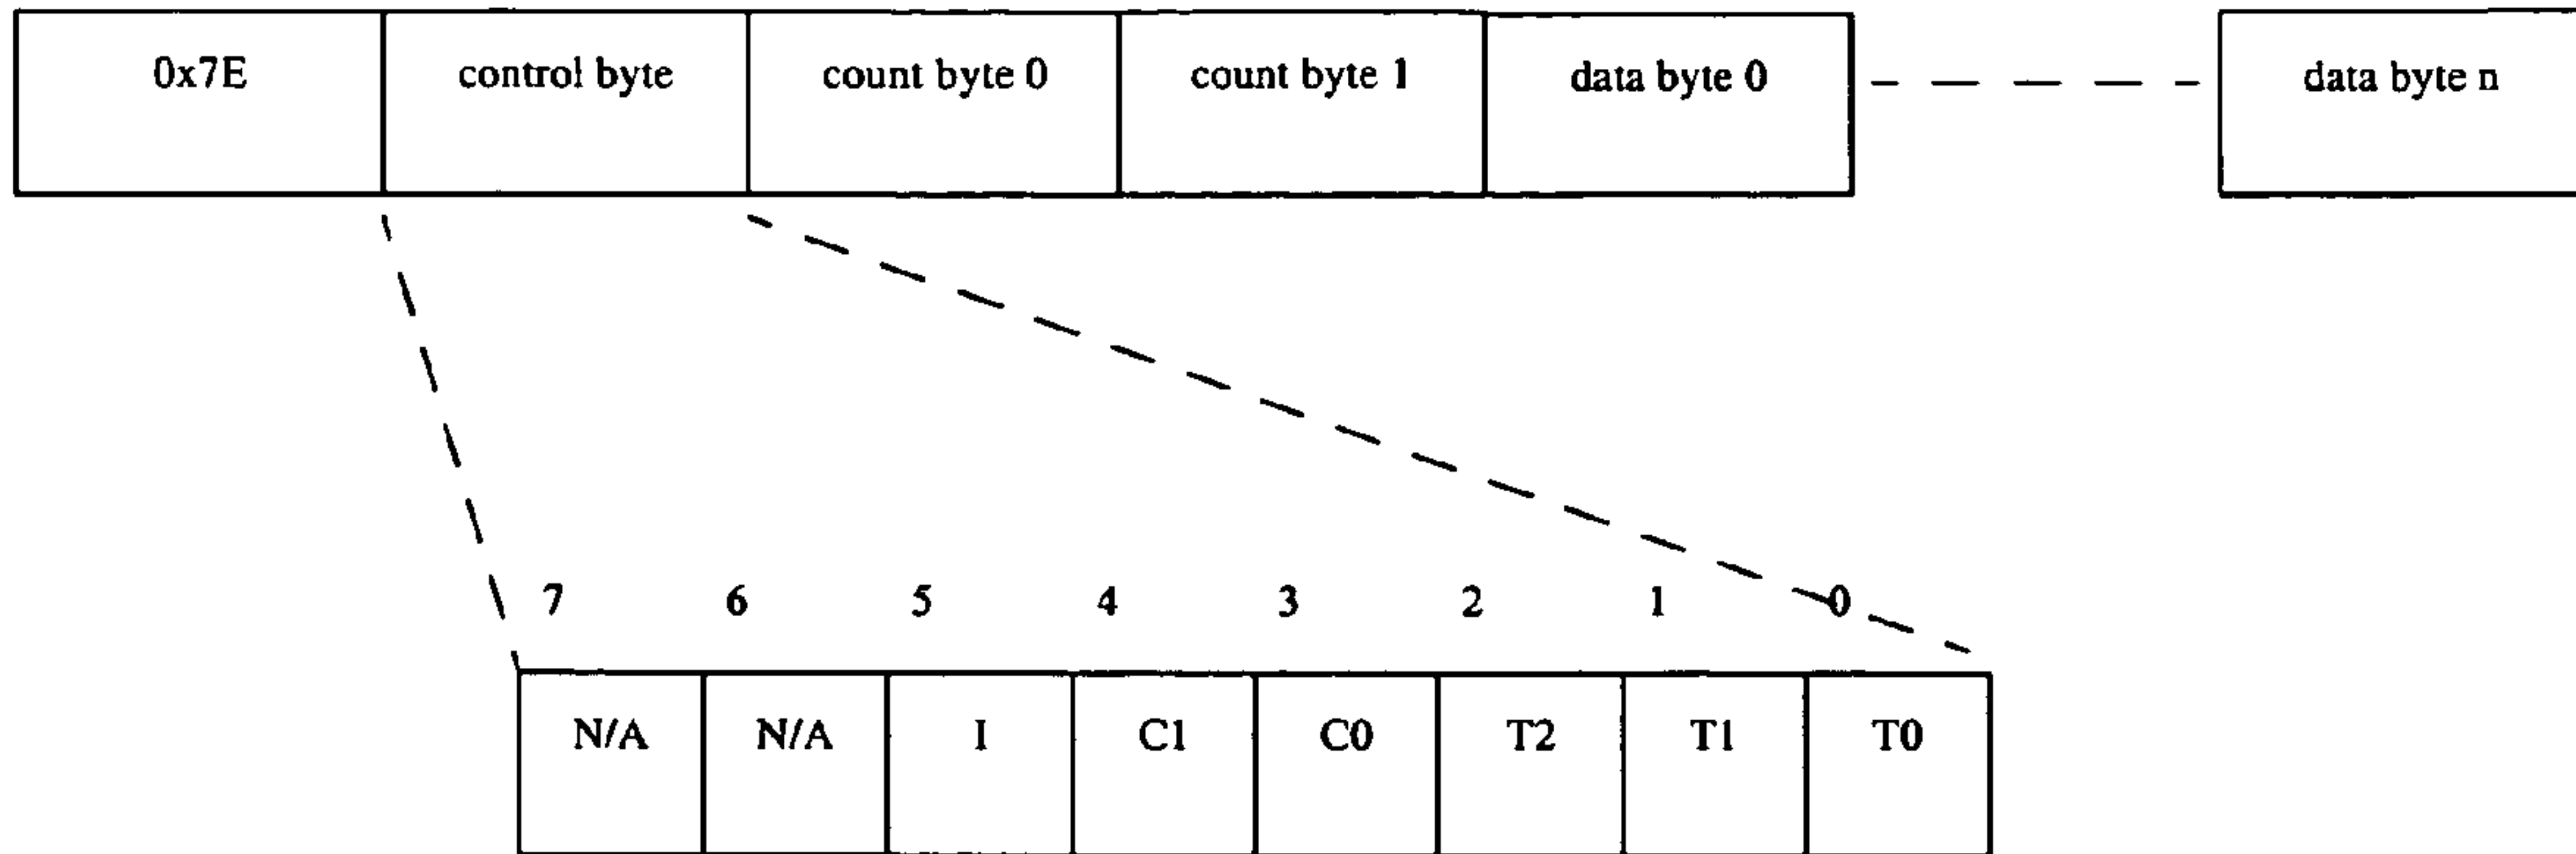 0x7E control byte count byte 0 count byte 1 data byte 0 data byte n
7 6 5 4 3 2 1 0
N/A N/A I C1 C0 T2 T1 T0